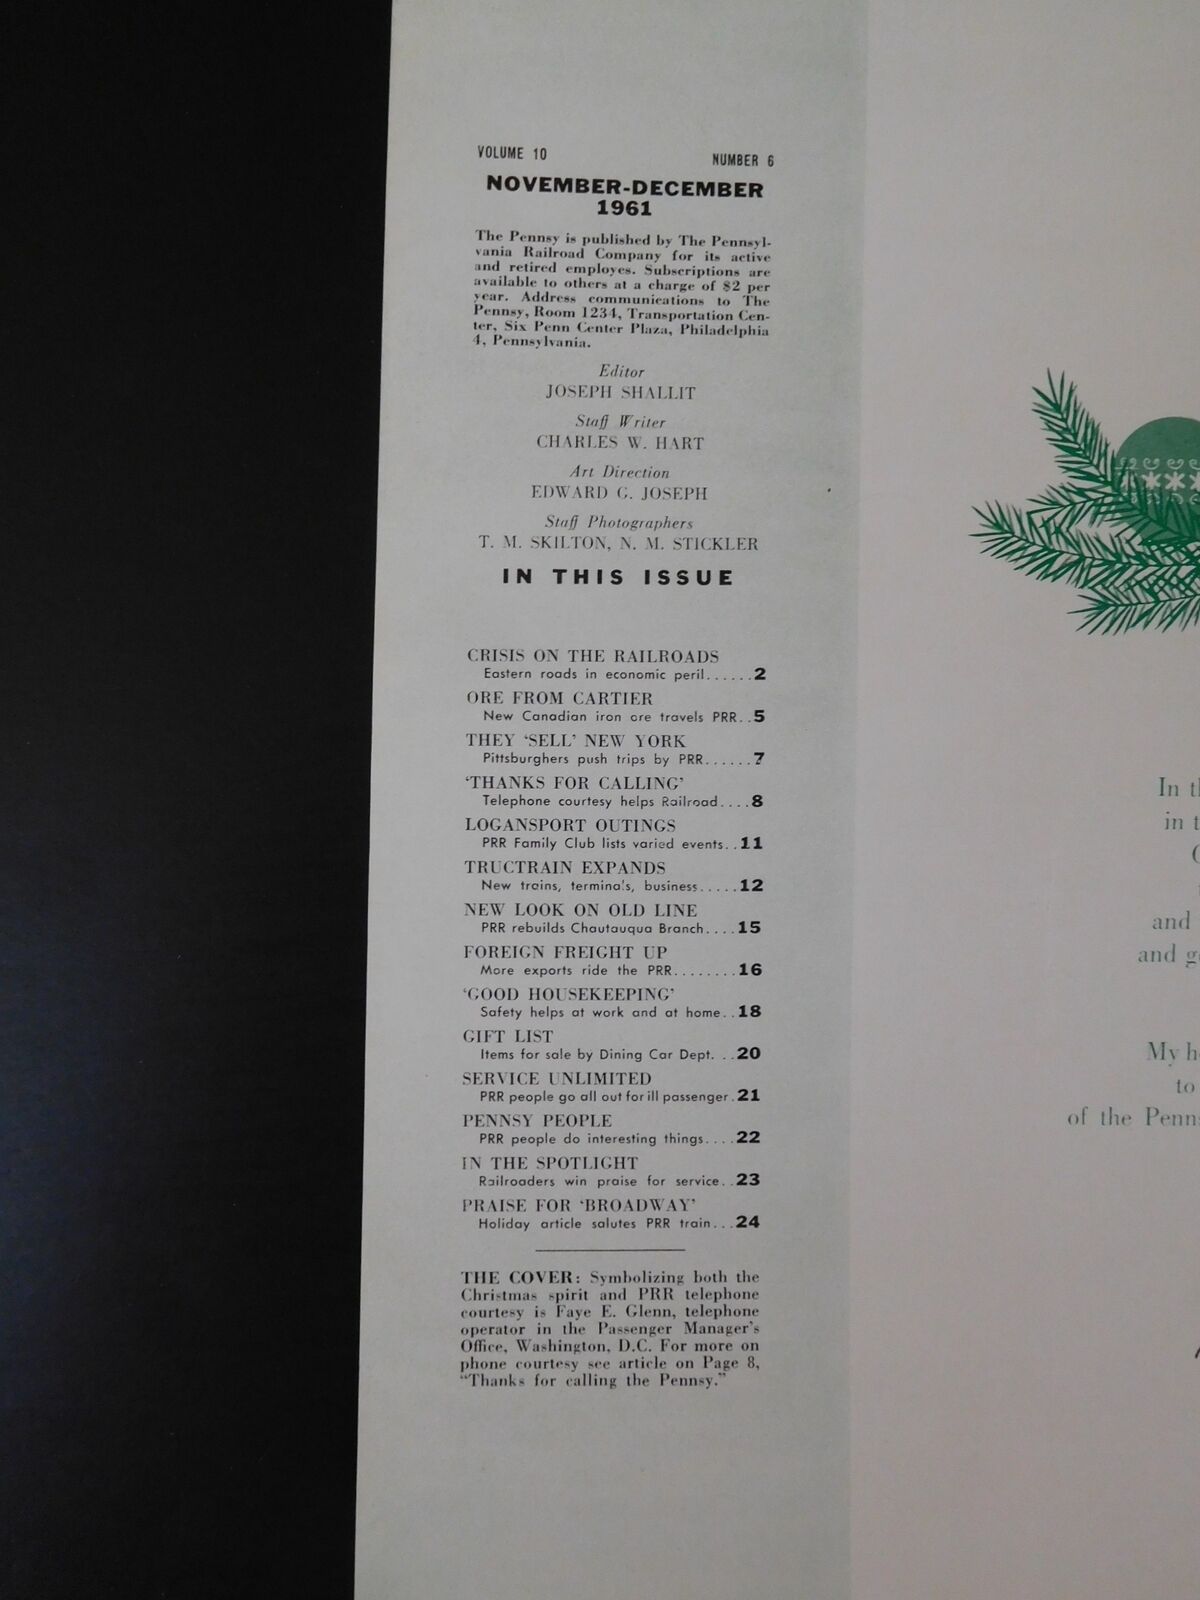 VOLUME 10 NUMBER 6
NOVEMBER-DECEMBER
1961
The Pennsy is published by The Pennsyl-
vania Railroad Company for its active
and retired employes. Subscriptions are
available to others at a charge of $2 per
year. Address communications to The
Pennsy, Room 1234, Transportation Cen-
ter, Six Penn Center Plaza, Philadelphia
4, Pennsylvania.
Editor
JOSEPH SHALLIT
Staff Writer
CHARLES W. HART
Art Direction
EDWARD G. JOSEPH
Staff Photographers
T. M. SKILTON, N. M. STICKLER
IN THIS ISSUE
CRISIS ON THE RAILROADS
Eastern roads in economic peril......2
ORE FROM CARTIER
New Canadian iron ore travels PRR..5
THEY ‘SELL’ NEW YORK
Pittsburghers push trips by PRR......7
‘THANKS FOR CALLING’
Telephone courtesy helps Railroad....8
LOGANSPORT OUTINGS
PRR Family Club lists varied events..11
TRUCTRAIN EXPANDS
New trains, terminals, business.....12
NEW LOOK ON OLD LINE
PRR rebuilds Chautauqua Branch....15
FOREIGN FREIGHT UP
More exports ride the PRR........16
‘GOOD HOUSEKEEPING’
Safety helps at work and at home..18
GIFT LIST
Items for sale by Dining Car Dept. ..20
SERVICE UNLIMITED
PRR people go all out for ill passenger.21
PENNSY PEOPLE
PRR people do interesting things....22
IN THE SPOTLIGHT
Railroaders win praise for service..23
PRAISE FOR ‘BROADWAY’
Holiday article salutes PRR train...24
THE COVER: Symbolizing both the
Christmas spirit and PRR telephone
courtesy is Faye E. Glenn, telephone
operator in the Passenger Manager's
Office, Washington, D.C. For more on
phone courtesy see article on Page 8,
"Thanks for calling the Pennsy."
In
in
and
and
My
to
of the